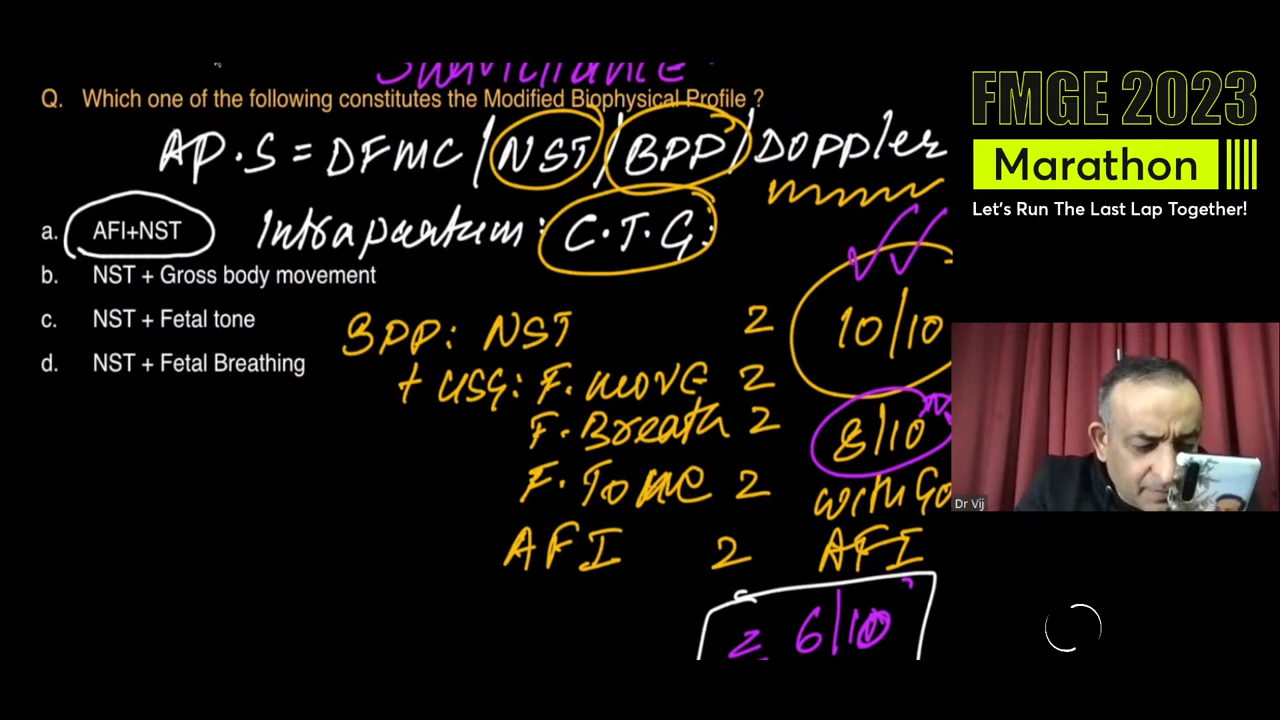 Surveillance
Q. Which one of the following constitutes the Modified Biophysical Profile ?
AP.S = DFMC / NST / BPP / Doppler
a. AFI+NST
Intrapartum: C.T.G.
b. NST + Gross body movement
c. NST + Fetal tone
d. NST + Fetal Breathing
BPP: NST 2
10/10
+ USG: F. move 2
F. Breath 2
8/10
F. Tone 2
with Go
AFI 2
AFI
6/10
FMGE 2023
Marathon
Let's Run The Last Lap Together!
Dr Vij